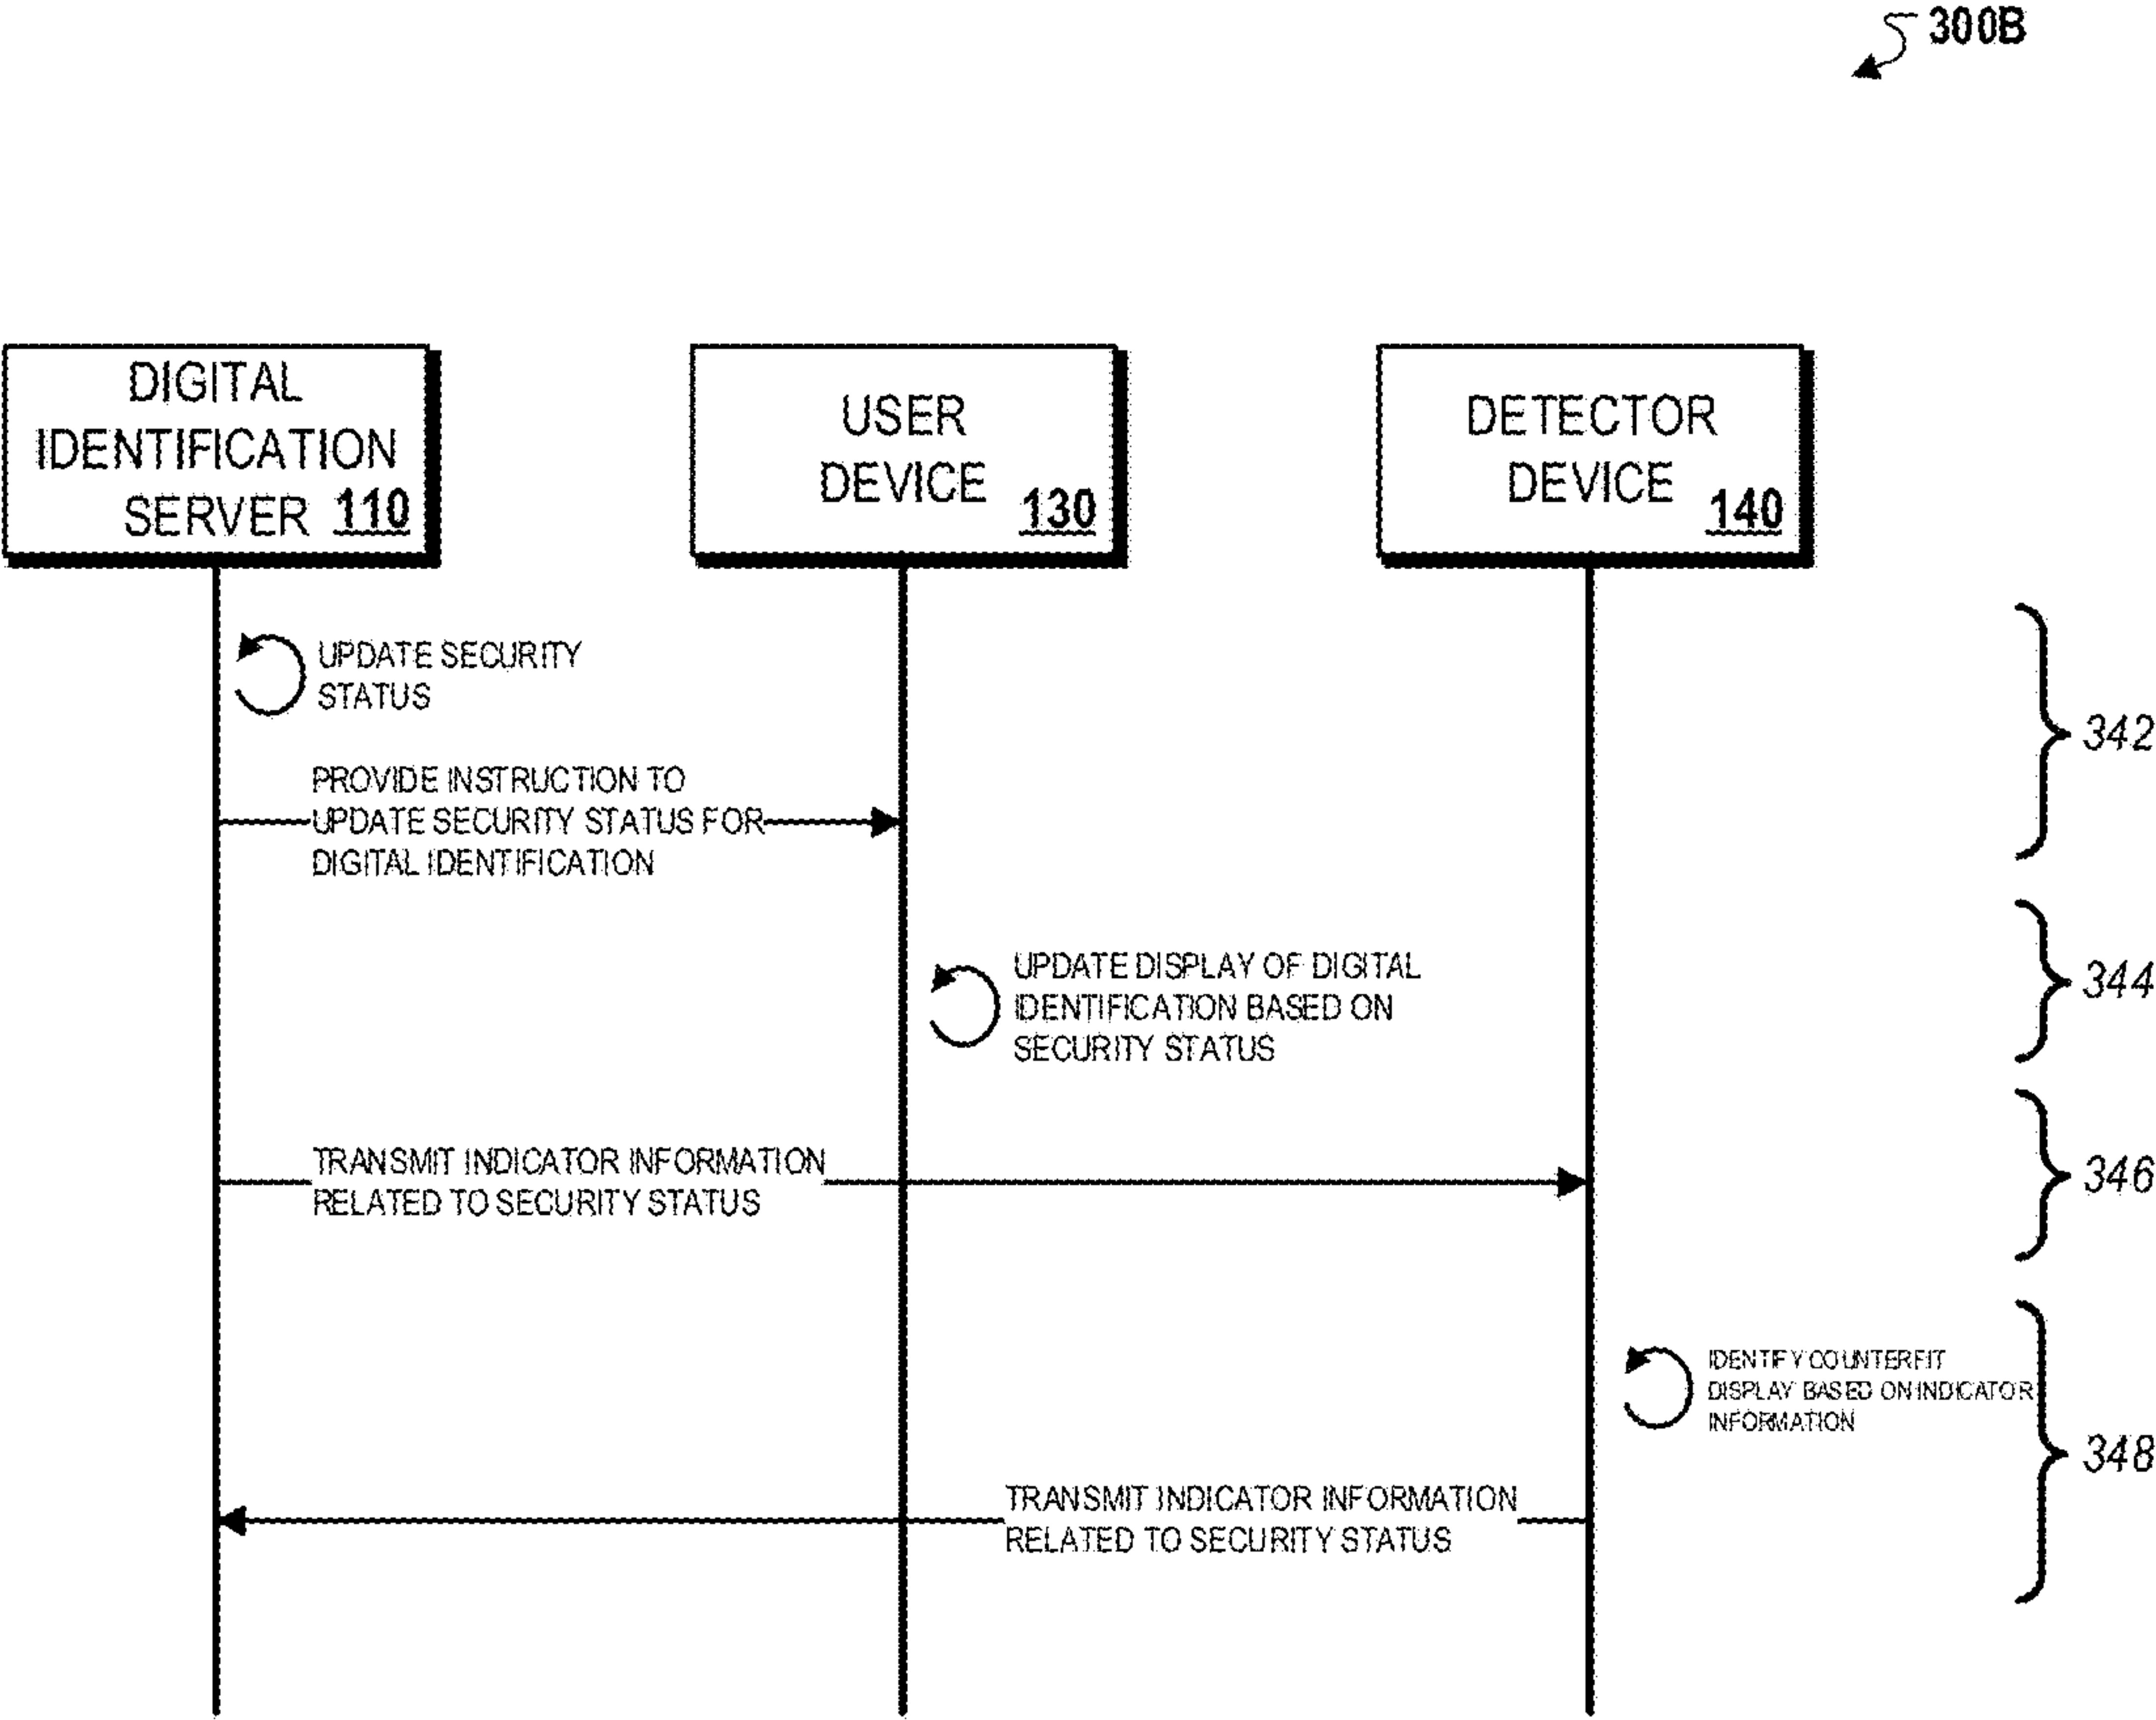 300B
DIGITAL
IDENTIFICATION
SERVER 110
USER
DEVICE 130
DETECTOR
DEVICE 140
UPDATE SECURITY
STATUS
342
PROVIDE INSTRUCTION TO
UPDATE SECURITY STATUS FOR
DIGITAL IDENTIFICATION
UPDATE DISPLAY OF DIGITAL
IDENTIFICATION BASED ON
SECURITY STATUS
344
TRANSMIT INDICATOR INFORMATION
RELATED TO SECURITY STATUS
346
IDENTIFY COUNTERFIT
DISPLAY BASED ON INDICATOR
INFORMATION
348
TRANSMIT INDICATOR INFORMATION
RELATED TO SECURITY STATUS